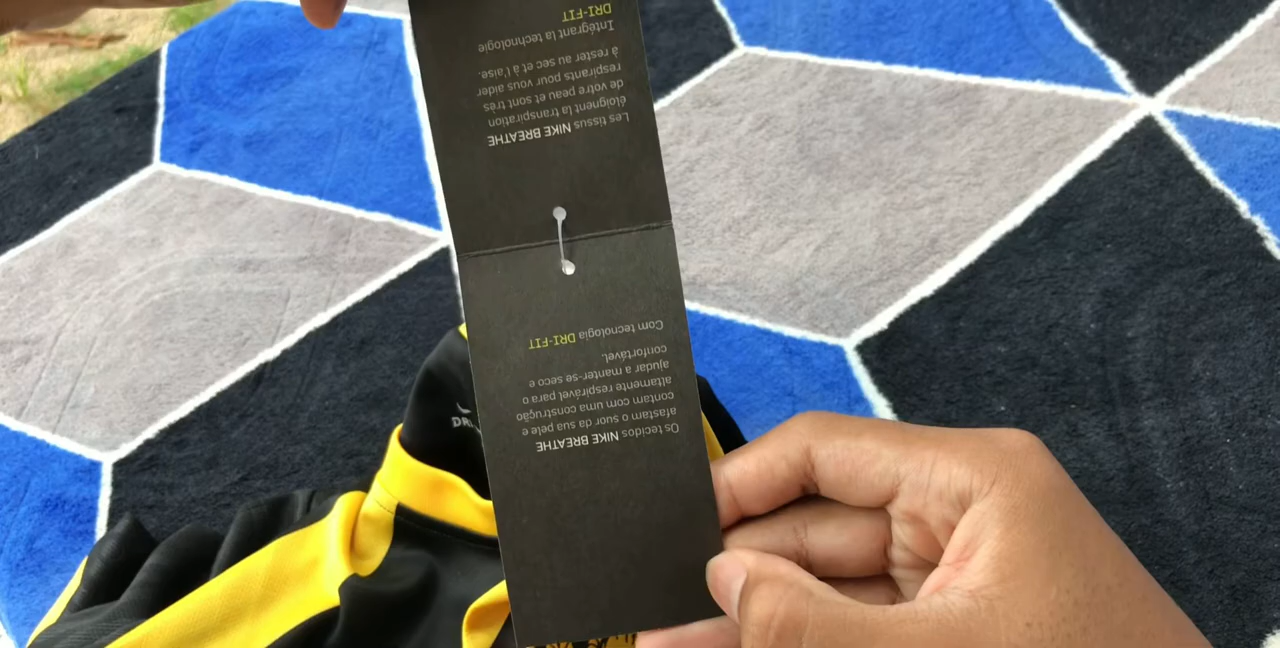 Os tecidos NIKE BREATHE
afastam o suor da sua pele e
contam com uma construção
altamente respirável para o
ajudar a manter-se seco e
confortável.
Com tecnologia DRI-FIT
Les tissus NIKE BREATHE
éloignent la transpiration
de votre peau et sont très
respirants pour vous aider
à rester au sec et à l'aise.
Intégrant la technologie
DRI-FIT